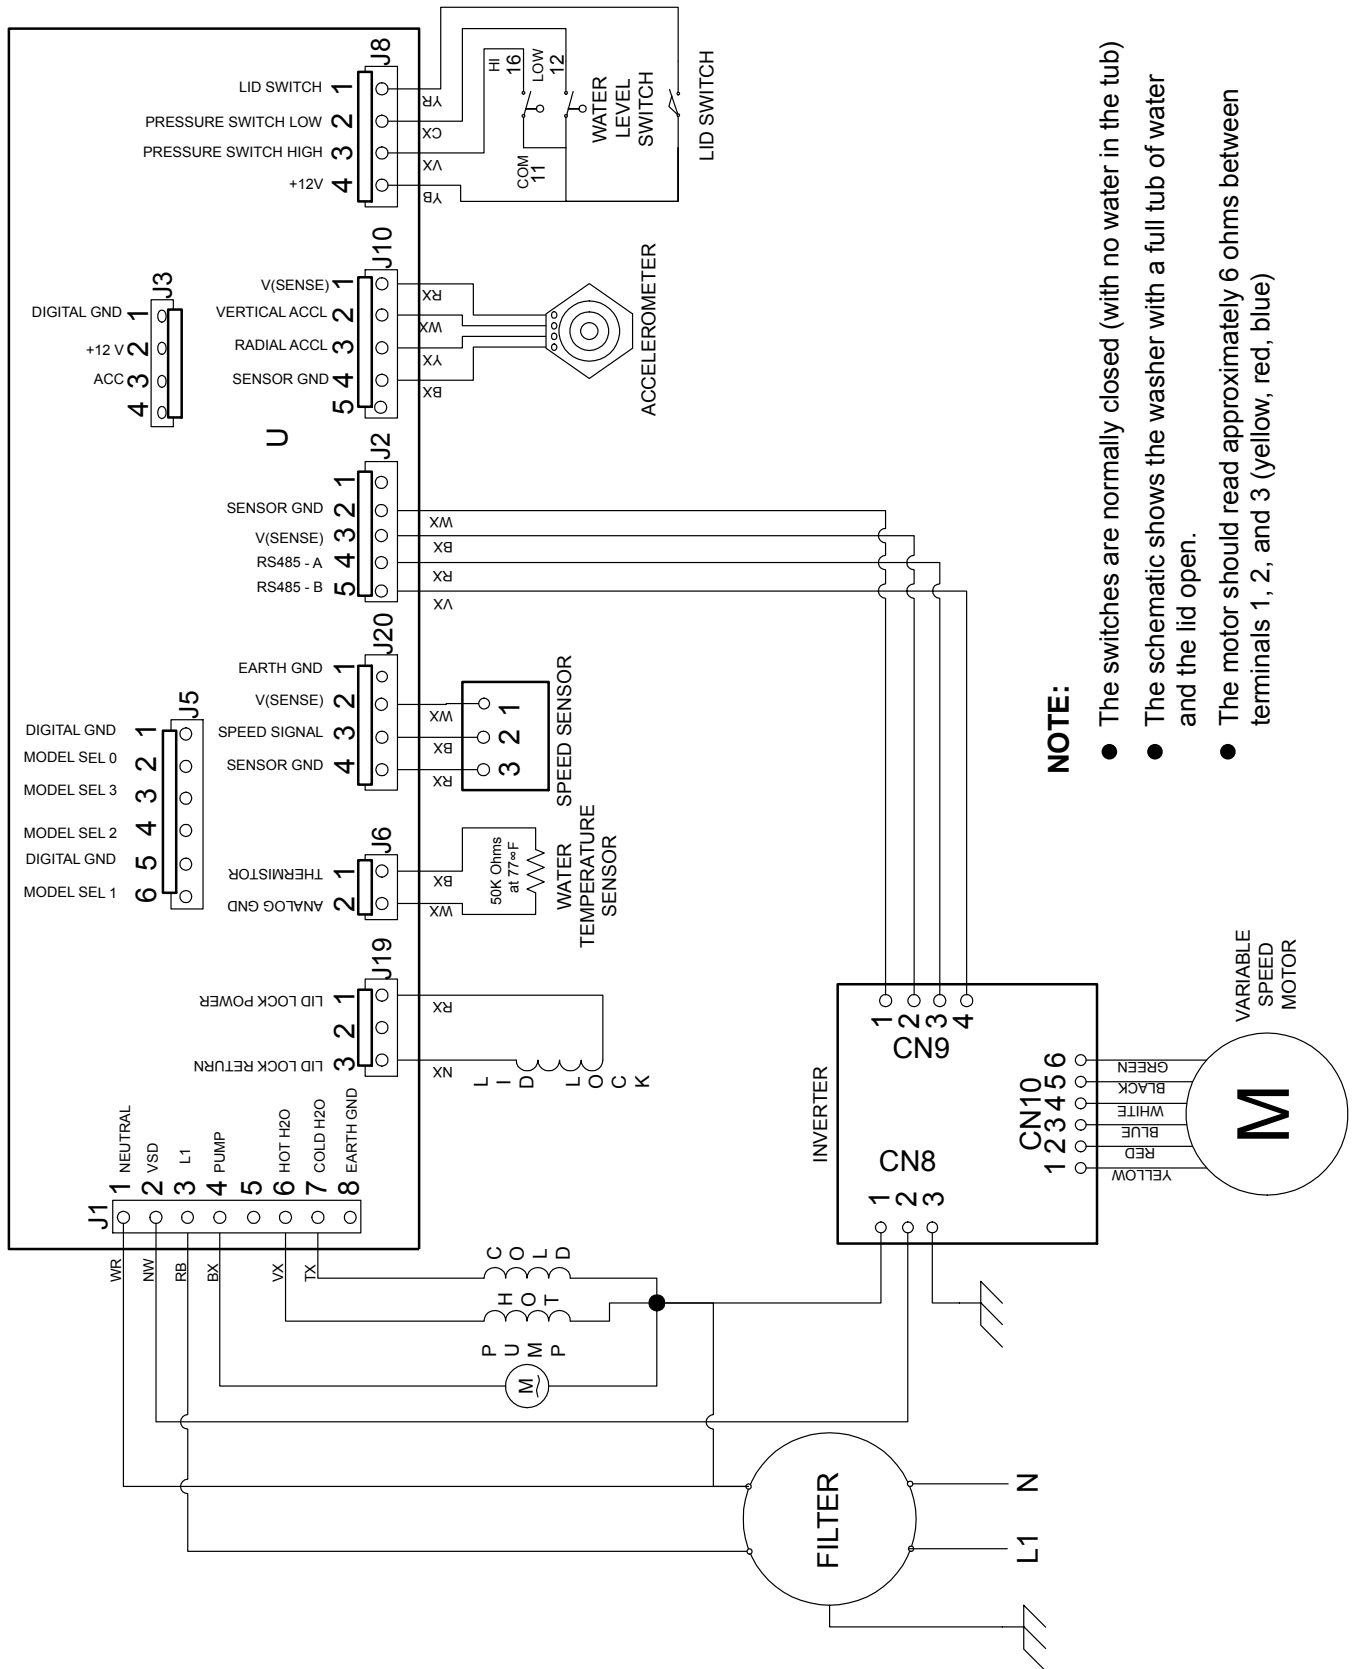 J8
LID SWITCH 1
PRESSURE SWITCH LOW 2
PRESSURE SWITCH HIGH 3
+12V 4
YR
CX
VX
YB
HI
16
LOW
12
COM
11
WATER
LEVEL
SWITCH
LID SWITCH
J3
DIGITAL GND 1
+12 V 2
ACC 3
4
U
J10
V(SENSE) 1
VERTICAL ACCL 2
RADIAL ACCL 3
SENSOR GND 4
5
RX
WX
YX
BX
ACCELEROMETER
J2
1
SENSOR GND 2
V(SENSE) 3
RS485 - A 4
RS485 - B 5
WX
BX
RX
VX
J20
EARTH GND 1
V(SENSE) 2
SPEED SIGNAL 3
SENSOR GND 4
WX
BX
RX
1
2
3
SPEED SENSOR
J5
DIGITAL GND 1
MODEL SEL 0 2
MODEL SEL 3 3
MODEL SEL 2 4
DIGITAL GND 5
MODEL SEL 1 6
J6
THERMISTOR 1
ANALOG GND 2
BX
WX
50K Ohms
at 77∞F
WATER
TEMPERATURE
SENSOR
J19
LID LOCK POWER 1
2
LID LOCK RETURN 3
RX
NX
LID LOCK
J1
1 NEUTRAL
2 VSD
3 L1
4 PUMP
5
6 HOT H2O
7 COLD H2O
8 EARTH GND
WR
NW
RB
BX
VX
TX
COLD
HOT
PUMP
M
INVERTER
CN9
1
2
3
4
CN8
1
2
3
CN10
1 2 3 4 5 6
YELLOW
RED
BLUE
WHITE
BLACK
GREEN
M
VARIABLE
SPEED
MOTOR
FILTER
L1
N
NOTE:
● The switches are normally closed (with no water in the tub)
● The schematic shows the washer with a full tub of water
and the lid open.
● The motor should read approximately 6 ohms between
terminals 1, 2, and 3 (yellow, red, blue)